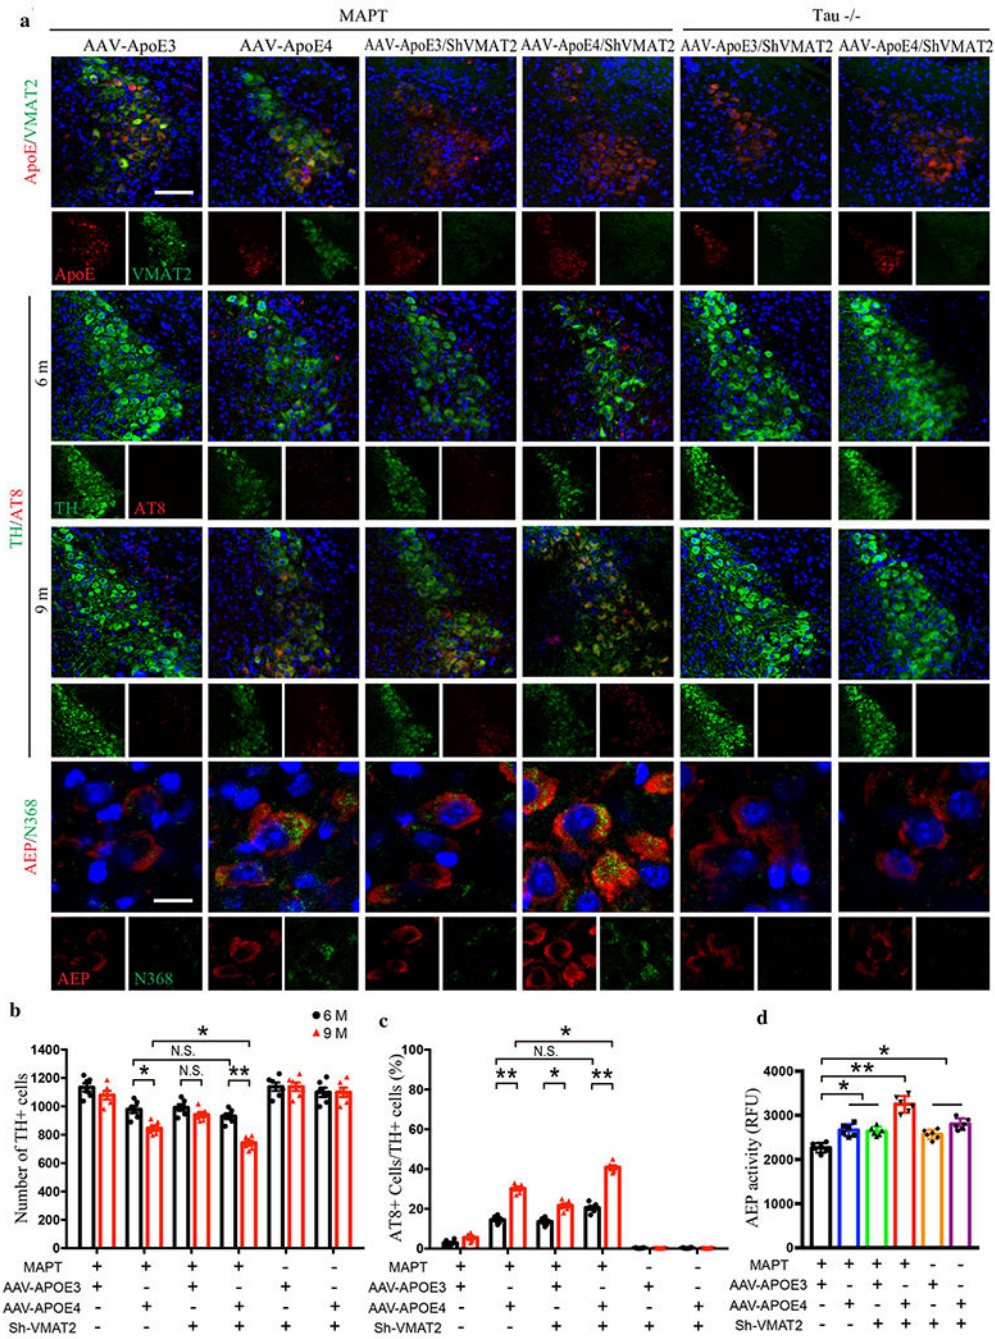 a
MAPT
Tau -/-
AAV-ApoE3
AAV-ApoE4
AAV-ApoE3/ShVMAT2
AAV-ApoE4/ShVMAT2
AAV-ApoE3/ShVMAT2
AAV-ApoE4/ShVMAT2
ApoE/VMAT2
ApoE
VMAT2
TH/AT8
6 m
TH
AT8
9 m
AEP/N368
AEP
N368
b
6 M
9 M
Number of TH+ cells
1400
1200
1000
800
600
400
200
0
*
N.S.
*
N.S.
**
MAPT + + + + - -
AAV-APOE3 + - + - + -
AAV-APOE4 - + - + - +
Sh-VMAT2 - - + + + +
c
AT8+ Cells/TH+ cells (%)
100
80
60
40
20
0
*
N.S.
**
*
**
MAPT + + + + - -
AAV-APOE3 + - + - + -
AAV-APOE4 - + - + - +
Sh-VMAT2 - - + + + +
d
AEP activity (RFU)
4000
3000
2000
1000
0
*
**
*
MAPT + + + + - -
AAV-APOE3 + - + - + -
AAV-APOE4 - + - + - +
Sh-VMAT2 - - + + + +